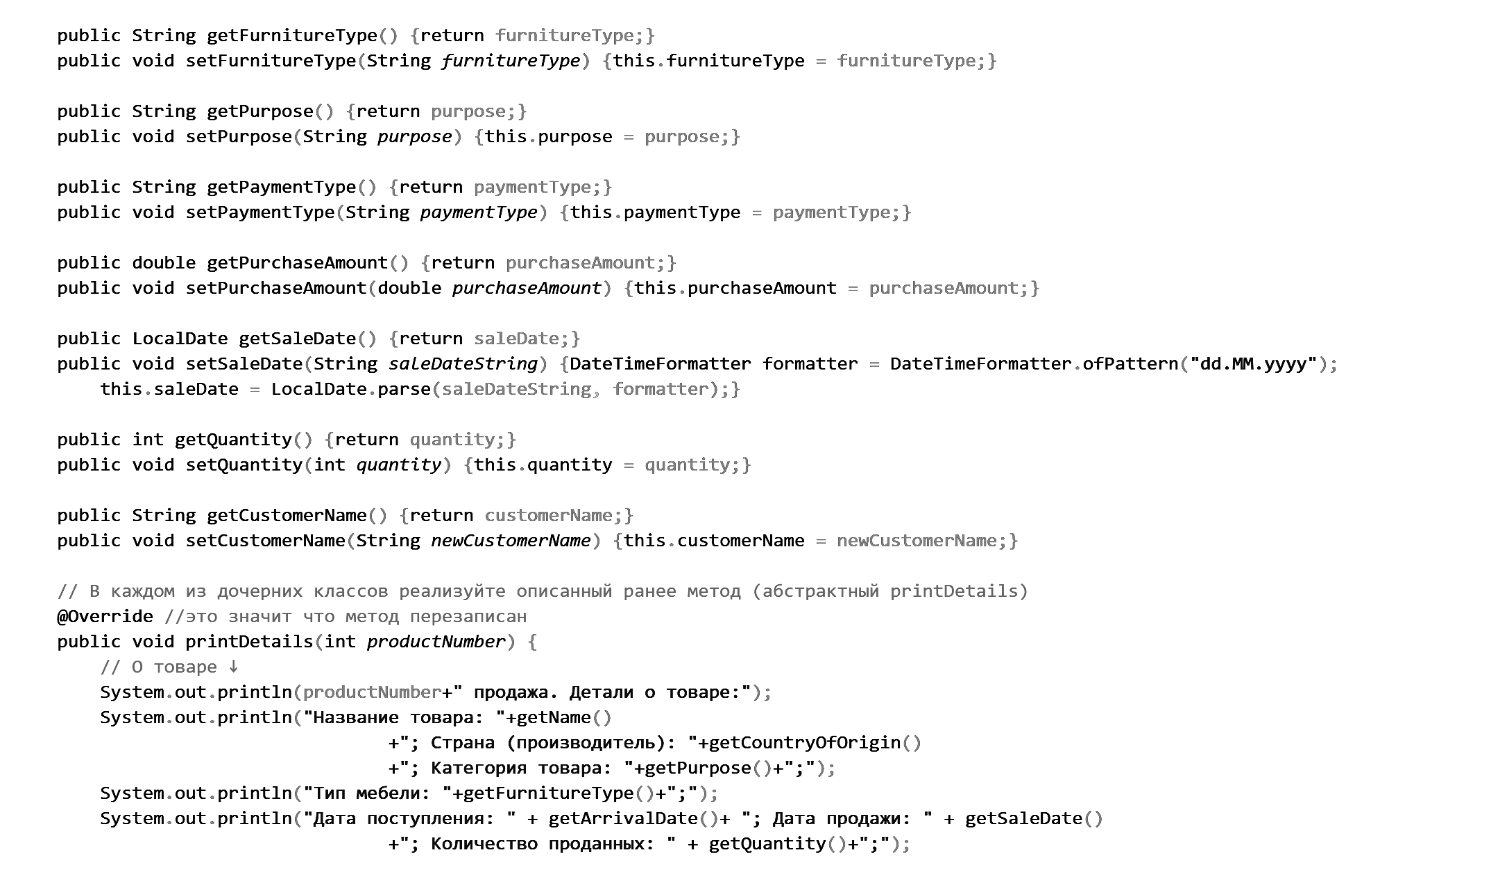 public String getFurnitureType() {return furnitureType;}
public void setFurnitureType(String furnitureType) {this.furnitureType = furnitureType;}
public String getPurpose() {return purpose;}
public void setPurpose(String purpose) {this.purpose = purpose;}
public String getPaymentType() {return paymentType;}
public void setPaymentType(String paymentType) {this.paymentType = paymentType;}
public double getPurchaseAmount() {return purchaseAmount;}
public void setPurchaseAmount(double purchaseAmount) {this.purchaseAmount = purchaseAmount;}
public LocalDate getSaleDate() {return saleDate;}
public void setSaleDate(String saleDateString) {DateTimeFormatter formatter = DateTimeFormatter.ofPattern("dd.MM.yyyy");
this.saleDate = LocalDate.parse(saleDateString, formatter);}
public int getQuantity() {return quantity;}
public void setQuantity(int quantity) {this.quantity = quantity;}
public String getCustomerName() {return customerName;}
public void setCustomerName(String newCustomerName) {this.customerName = newCustomerName;}
// В каждом из дочерних классов реализуйте описанный ранее метод (абстрактный printDetails)
@Override //это значит что метод перезаписан
public void printDetails(int productNumber) {
// О товаре ↓
System.out.println(productNumber+" продажа. Детали о товаре:");
System.out.println("Название товара: "+getName()
+"; Страна (производитель): "+getCountryOfOrigin()
+"; Категория товара: "+getPurpose()+";");
System.out.println("Тип мебели: "+getFurnitureType()+";");
System.out.println("Дата поступления: " + getArrivalDate()+ "; Дата продажи: " + getSaleDate()
+"; Количество проданных: " + getQuantity()+";");